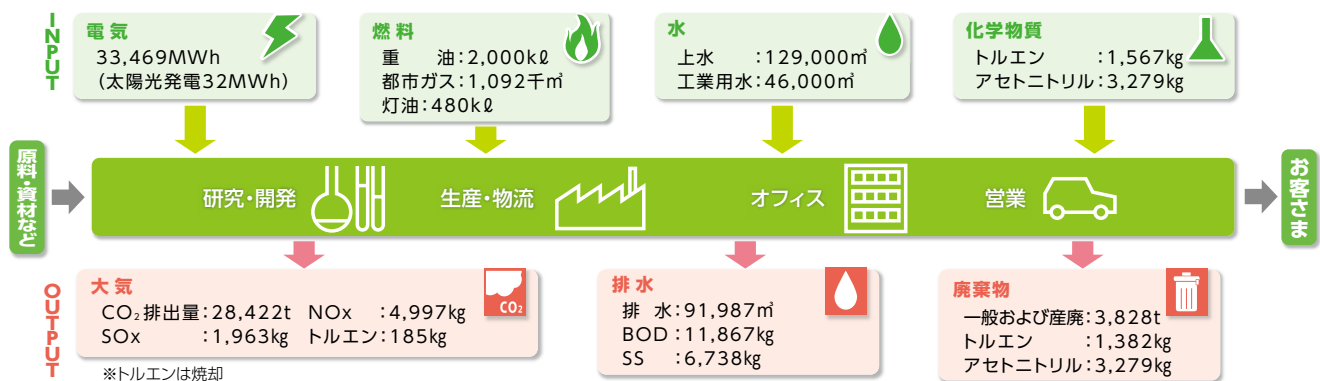 INPUT
電気
33,469MWh
(太陽光発電32MWh)
燃料
重　油:2,000kℓ
都市ガス:1,092千㎥
灯油:480kℓ
水
上水　:129,000㎥
工業用水:46,000㎥
化学物質
トルエン　:1,567kg
アセトニトリル:3,279kg
原料・資材など
研究・開発
生産・物流
オフィス
営業
お客さま
OUTPUT
大気
CO₂排出量:28,422t　NOx　:4,997kg
SOx　:1,963kg　トルエン:185kg
CO₂
※トルエンは焼却
排水
排 水:91,987㎥
BOD:11,867kg
SS　:6,738kg
廃棄物
一般および産廃:3,828t
トルエン　:1,382kg
アセトニトリル:3,279kg